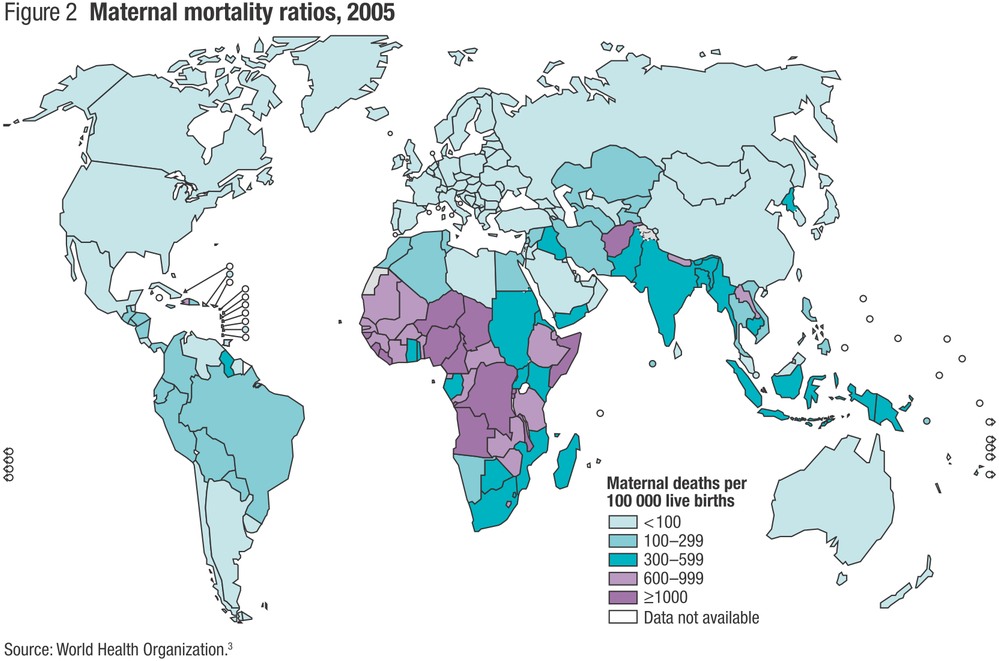 Figure 2 Maternal mortality ratios, 2005
Maternal deaths per
100 000 live births
<100
100–299
300–599
600–999
≥1000
Data not available
Source: World Health Organization.³